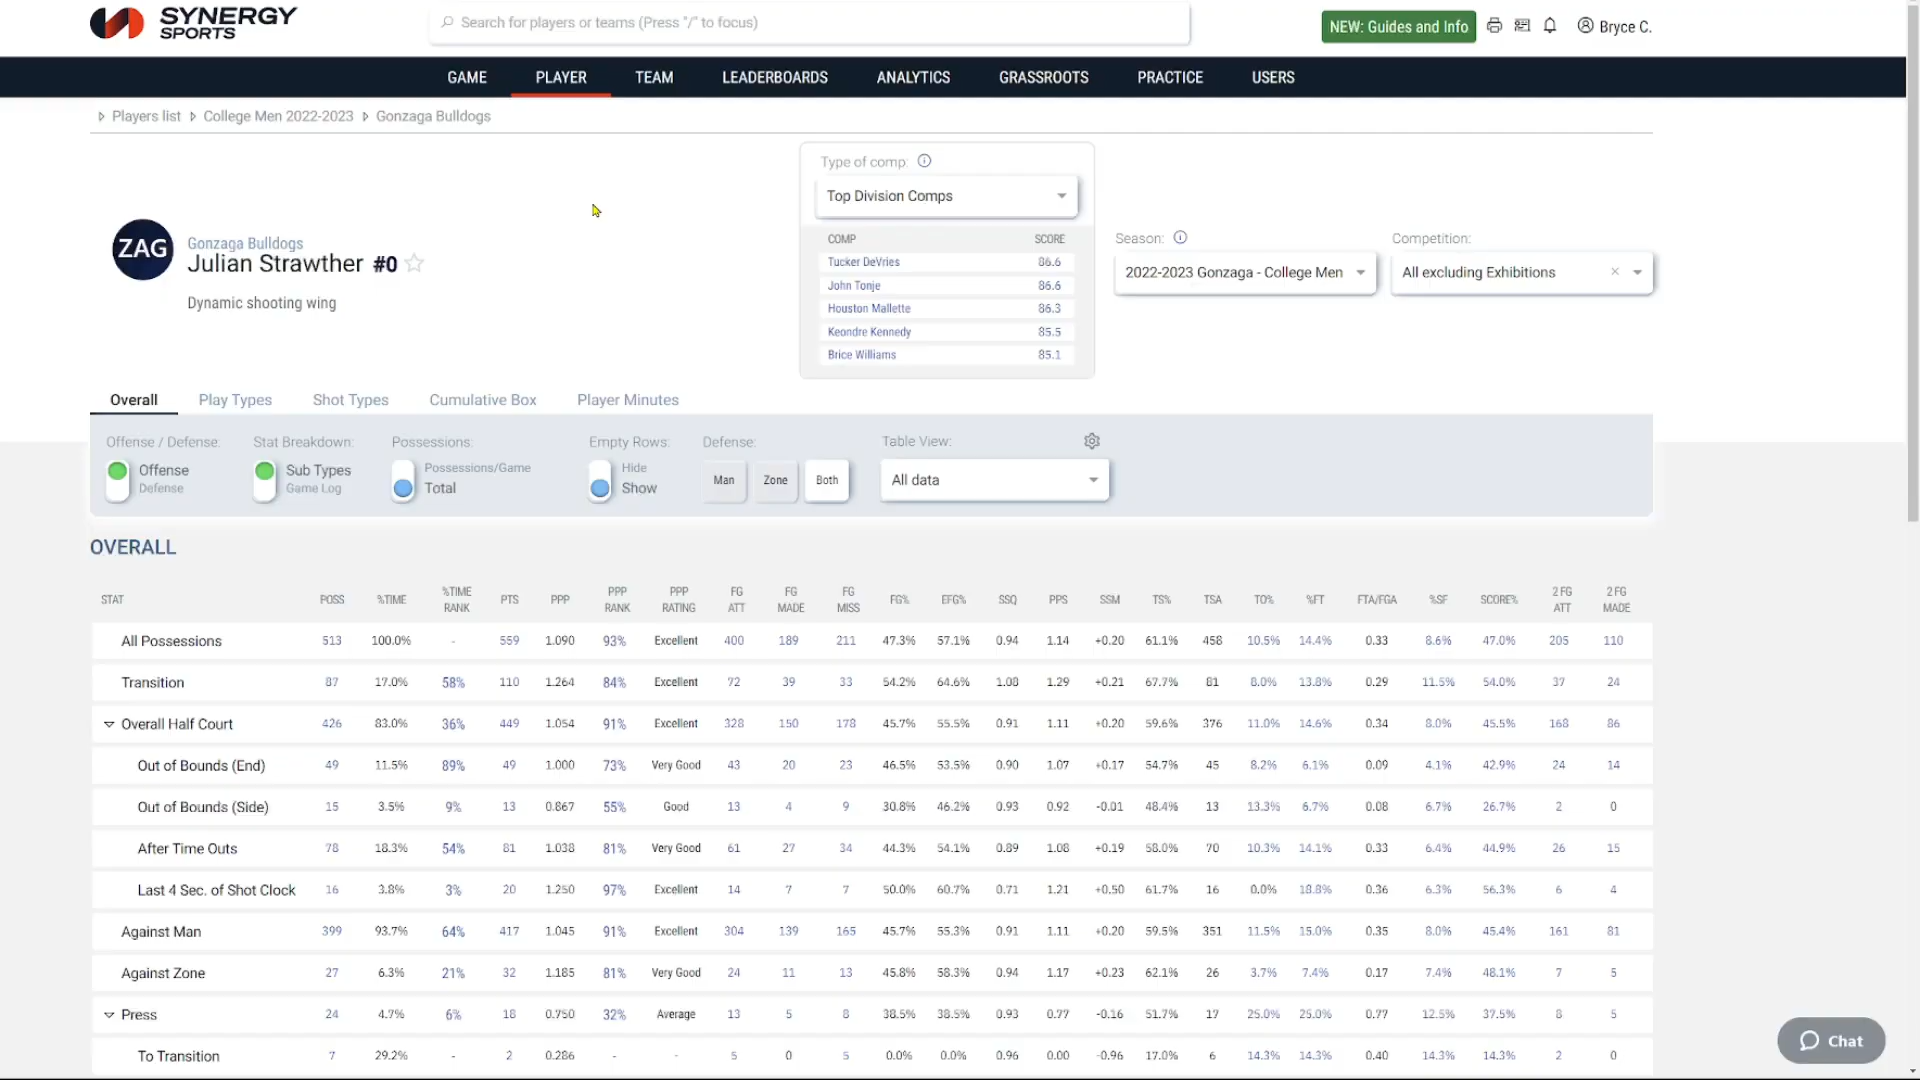 SYNERGY
SPORTS
Search for players or teams (Press "/" to focus)
NEW: Guides and Info
Bryce C.
GAME PLAYER TEAM LEADERBOARDS ANALYTICS GRASSROOTS PRACTICE USERS
Players list College Men 2022-2023 Gonzaga Bulldogs
ZAG
Gonzaga Bulldogs
Julian Strawther #0
Dynamic shooting wing
Type of comp:
Top Division Comps
COMP SCORE
Tucker DeVries 86.6
John Tonje 86.6
Houston Mallette 86.3
Keondre Kennedy 85.5
Brice Williams 85.1
Season:
2022-2023 Gonzaga - College Men
Competition:
All excluding Exhibitions ×
Overall Play Types Shot Types Cumulative Box Player Minutes
Offense / Defense:
Offense
Defense
Stat Breakdown:
Sub Types
Game Log
Possessions:
Possessions/Game
Total
Empty Rows:
Hide
Show
Defense:
Man Zone Both
Table View:
All data
OVERALL
STAT POSS %TIME %TIME RANK PTS PPP PPP RANK PPP RATING FG ATT FG MADE FG MISS FG% EFG% SSQ PPS SSM TS% TSA TO% %FT FTA/FGA %SF SCORE% 2 FG ATT 2 FG MADE
All Possessions 513 100.0% - 559 1.090 93% Excellent 400 189 211 47.3% 57.1% 0.94 1.14 +0.20 61.1% 458 10.5% 14.4% 0.33 8.6% 47.0% 205 110
Transition 87 17.0% 58% 110 1.264 84% Excellent 72 39 33 54.2% 64.6% 1.08 1.29 +0.21 67.7% 81 8.0% 13.8% 0.29 11.5% 54.0% 37 24
Overall Half Court 426 83.0% 36% 449 1.054 91% Excellent 328 150 178 45.7% 55.5% 0.91 1.11 +0.20 59.6% 376 11.0% 14.6% 0.34 8.0% 45.5% 168 86
Out of Bounds (End) 49 11.5% 89% 49 1.000 73% Very Good 43 20 23 46.5% 53.5% 0.90 1.07 +0.17 54.7% 45 8.2% 6.1% 0.09 4.1% 42.9% 24 14
Out of Bounds (Side) 15 3.5% 9% 13 0.867 55% Good 13 4 9 30.8% 46.2% 0.93 0.92 -0.01 48.4% 13 13.3% 6.7% 0.08 6.7% 26.7% 2 0
After Time Outs 78 18.3% 54% 81 1.038 81% Very Good 61 27 34 44.3% 54.1% 0.89 1.08 +0.19 58.0% 70 10.3% 14.1% 0.33 6.4% 44.9% 26 15
Last 4 Sec. of Shot Clock 16 3.8% 3% 20 1.250 97% Excellent 14 7 7 50.0% 60.7% 0.71 1.21 +0.50 61.7% 16 0.0% 18.8% 0.36 6.3% 56.3% 6 4
Against Man 399 93.7% 64% 417 1.045 91% Excellent 304 139 165 45.7% 55.3% 0.91 1.11 +0.20 59.5% 351 11.5% 15.0% 0.35 8.0% 45.4% 161 81
Against Zone 27 6.3% 21% 32 1.185 81% Very Good 24 11 13 45.8% 58.3% 0.94 1.17 +0.23 62.1% 26 3.7% 7.4% 0.17 7.4% 48.1% 7 5
Press 24 4.7% 6% 18 0.750 32% Average 13 5 8 38.5% 38.5% 0.93 0.77 -0.16 51.7% 17 25.0% 25.0% 0.77 12.5% 37.5% 8 5
To Transition 7 29.2% - 2 0.286 - - 5 0 5 0.0% 0.0% 0.96 0.00 -0.96 17.0% 6 14.3% 14.3% 0.40 14.3% 14.3% 2 0
Chat